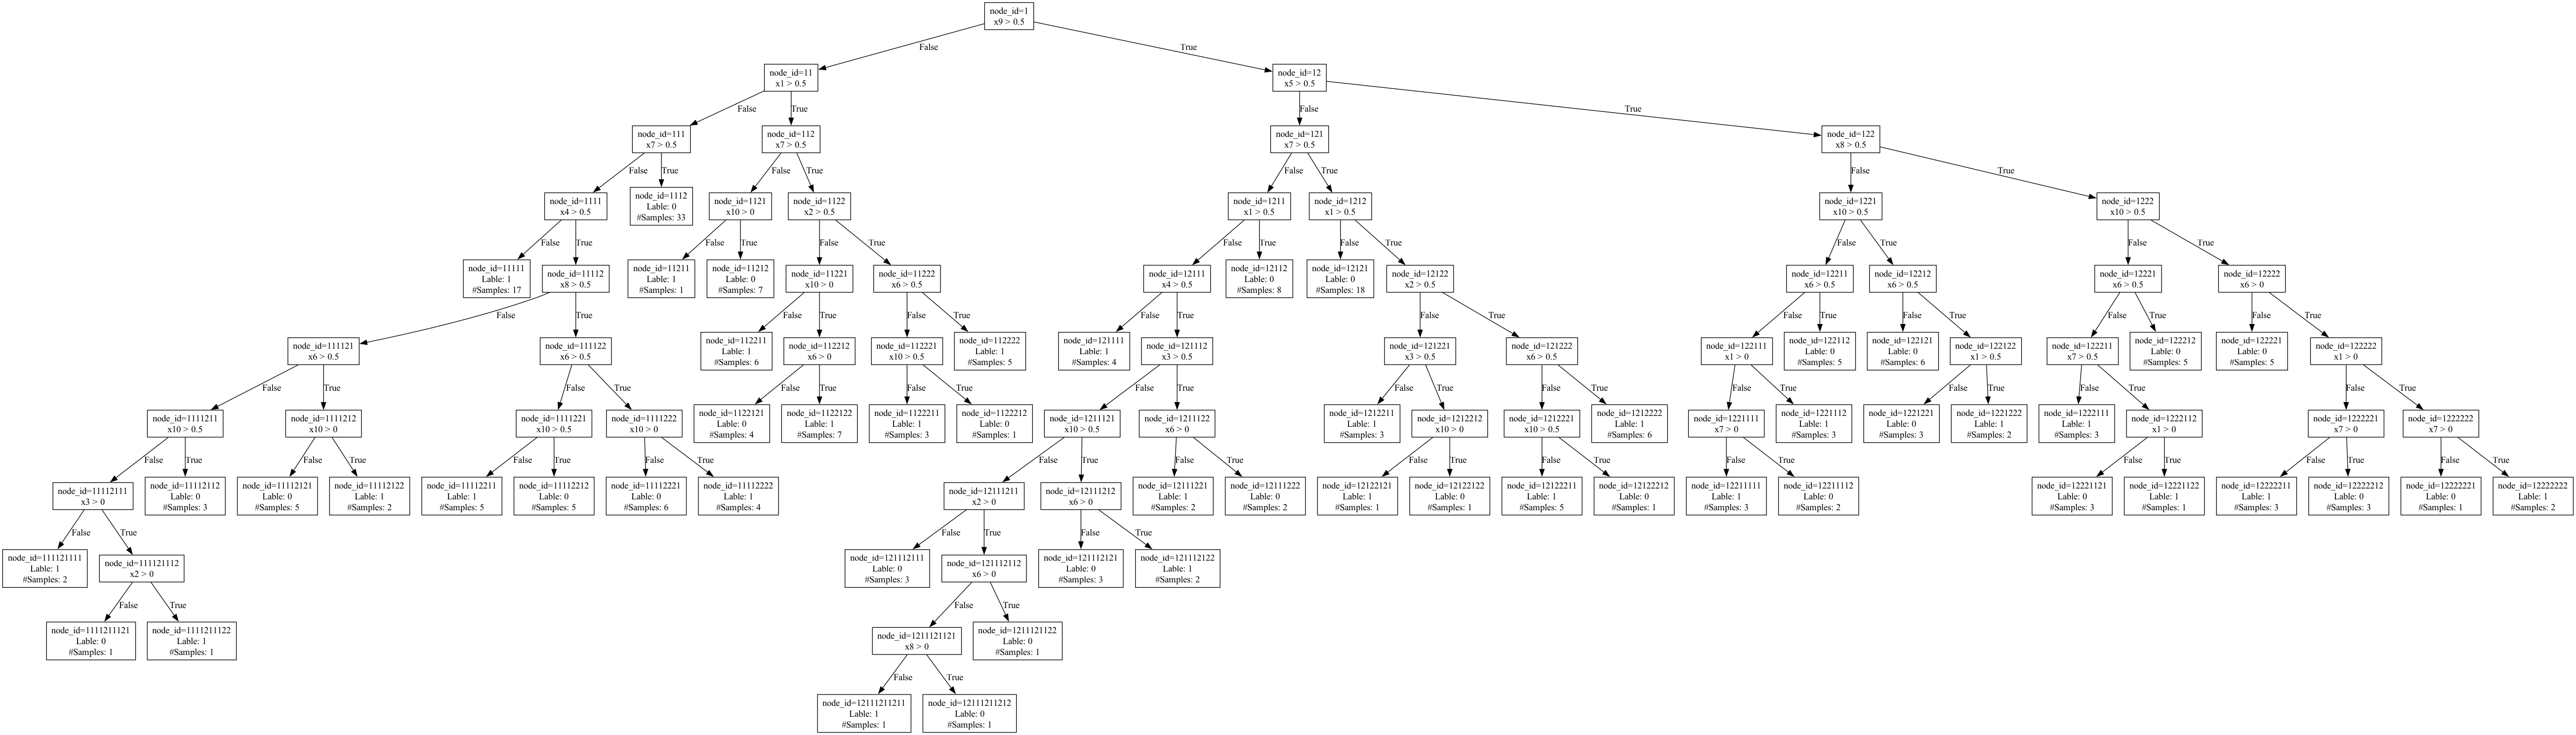 node_id=1
x9 > 0.5
False
True
node_id=11
x1 > 0.5
node_id=12
x5 > 0.5
False
True
False
True
node_id=111
x7 > 0.5
node_id=112
x7 > 0.5
node_id=121
x7 > 0.5
node_id=122
x8 > 0.5
False
True
False
True
False
True
False
True
node_id=1111
x4 > 0.5
node_id=1112
Lable: 0
#Samples: 33
node_id=1121
x10 > 0
node_id=1122
x2 > 0.5
node_id=1211
x1 > 0.5
node_id=1212
x1 > 0.5
node_id=1221
x10 > 0.5
node_id=1222
x10 > 0.5
False
True
False
True
False
True
False
True
False
True
False
True
False
True
node_id=11111
Lable: 1
#Samples: 17
node_id=11112
x8 > 0.5
node_id=11211
Lable: 1
#Samples: 1
node_id=11212
Lable: 0
#Samples: 7
node_id=11221
x10 > 0
node_id=11222
x6 > 0.5
node_id=12111
x4 > 0.5
node_id=12112
Lable: 0
#Samples: 8
node_id=12121
Lable: 0
#Samples: 18
node_id=12122
x2 > 0.5
node_id=12211
x6 > 0.5
node_id=12212
x6 > 0.5
node_id=12221
x6 > 0.5
node_id=12222
x6 > 0
False
True
False
True
False
True
False
True
False
True
False
True
False
True
False
True
False
True
node_id=111121
x6 > 0.5
node_id=111122
x6 > 0.5
node_id=112211
Lable: 1
#Samples: 6
node_id=112212
x6 > 0
node_id=112221
x10 > 0.5
node_id=112222
Lable: 1
#Samples: 5
node_id=121111
Lable: 1
#Samples: 4
node_id=121112
x3 > 0.5
node_id=121221
x3 > 0.5
node_id=121222
x6 > 0.5
node_id=122111
x1 > 0
node_id=122112
Lable: 0
#Samples: 5
node_id=122121
Lable: 0
#Samples: 6
node_id=122122
x1 > 0.5
node_id=122211
x7 > 0.5
node_id=122212
Lable: 0
#Samples: 5
node_id=122221
Lable: 0
#Samples: 5
node_id=122222
x1 > 0
False
True
False
True
False
True
False
True
False
True
False
True
False
True
False
True
False
True
False
True
False
True
node_id=1111211
x10 > 0.5
node_id=1111212
x10 > 0
node_id=1111221
x10 > 0.5
node_id=1111222
x10 > 0
node_id=1122121
Lable: 0
#Samples: 4
node_id=1122122
Lable: 1
#Samples: 7
node_id=1122211
Lable: 1
#Samples: 3
node_id=1122212
Lable: 0
#Samples: 1
node_id=1211121
x10 > 0.5
node_id=1211122
x6 > 0
node_id=1212211
Lable: 1
#Samples: 3
node_id=1212212
x10 > 0
node_id=1212221
x10 > 0.5
node_id=1212222
Lable: 1
#Samples: 6
node_id=1221111
x7 > 0
node_id=1221112
Lable: 1
#Samples: 3
node_id=1221221
Lable: 0
#Samples: 3
node_id=1221222
Lable: 1
#Samples: 2
node_id=1222111
Lable: 1
#Samples: 3
node_id=1222112
x1 > 0
node_id=1222221
x7 > 0
node_id=1222222
x7 > 0
False
True
False
True
False
True
False
True
False
True
False
True
False
True
False
True
False
True
False
True
False
True
False
True
node_id=11112111
x3 > 0
node_id=11112112
Lable: 0
#Samples: 3
node_id=11112121
Lable: 0
#Samples: 5
node_id=11112122
Lable: 1
#Samples: 2
node_id=11112211
Lable: 1
#Samples: 5
node_id=11112212
Lable: 0
#Samples: 5
node_id=11112221
Lable: 0
#Samples: 6
node_id=11112222
Lable: 1
#Samples: 4
node_id=12111211
x2 > 0
node_id=12111212
x6 > 0
node_id=12111221
Lable: 1
#Samples: 2
node_id=12111222
Lable: 0
#Samples: 2
node_id=12122121
Lable: 1
#Samples: 1
node_id=12122122
Lable: 0
#Samples: 1
node_id=12122211
Lable: 1
#Samples: 5
node_id=12122212
Lable: 0
#Samples: 1
node_id=12211111
Lable: 1
#Samples: 3
node_id=12211112
Lable: 0
#Samples: 2
node_id=12221121
Lable: 0
#Samples: 3
node_id=12221122
Lable: 1
#Samples: 1
node_id=12222211
Lable: 1
#Samples: 3
node_id=12222212
Lable: 0
#Samples: 3
node_id=12222221
Lable: 0
#Samples: 1
node_id=12222222
Lable: 1
#Samples: 2
False
True
False
True
False
True
node_id=111121111
Lable: 1
#Samples: 2
node_id=111121112
x2 > 0
node_id=121112111
Lable: 0
#Samples: 3
node_id=121112112
x6 > 0
node_id=121112121
Lable: 0
#Samples: 3
node_id=121112122
Lable: 1
#Samples: 2
False
True
False
True
node_id=1111211121
Lable: 0
#Samples: 1
node_id=1111211122
Lable: 1
#Samples: 1
node_id=1211121121
x8 > 0
node_id=1211121122
Lable: 0
#Samples: 1
False
True
node_id=12111211211
Lable: 1
#Samples: 1
node_id=12111211212
Lable: 0
#Samples: 1